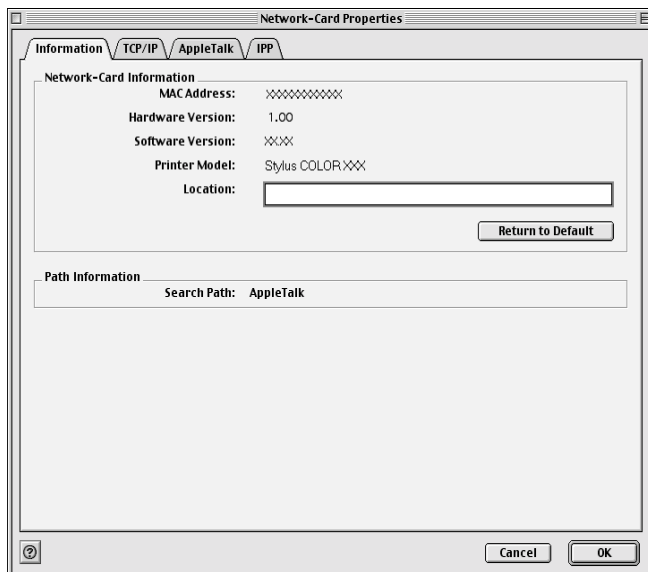 Network-Card Properties
Information TCP/IP AppleTalk IPP
Network-Card Information
MAC Address: XXXXXXXXXXX
Hardware Version: 1.00
Software Version: XX.XX
Printer Model: Stylus COLOR XXX
Location:
Return to Default
Path Information
Search Path: AppleTalk
?
Cancel OK